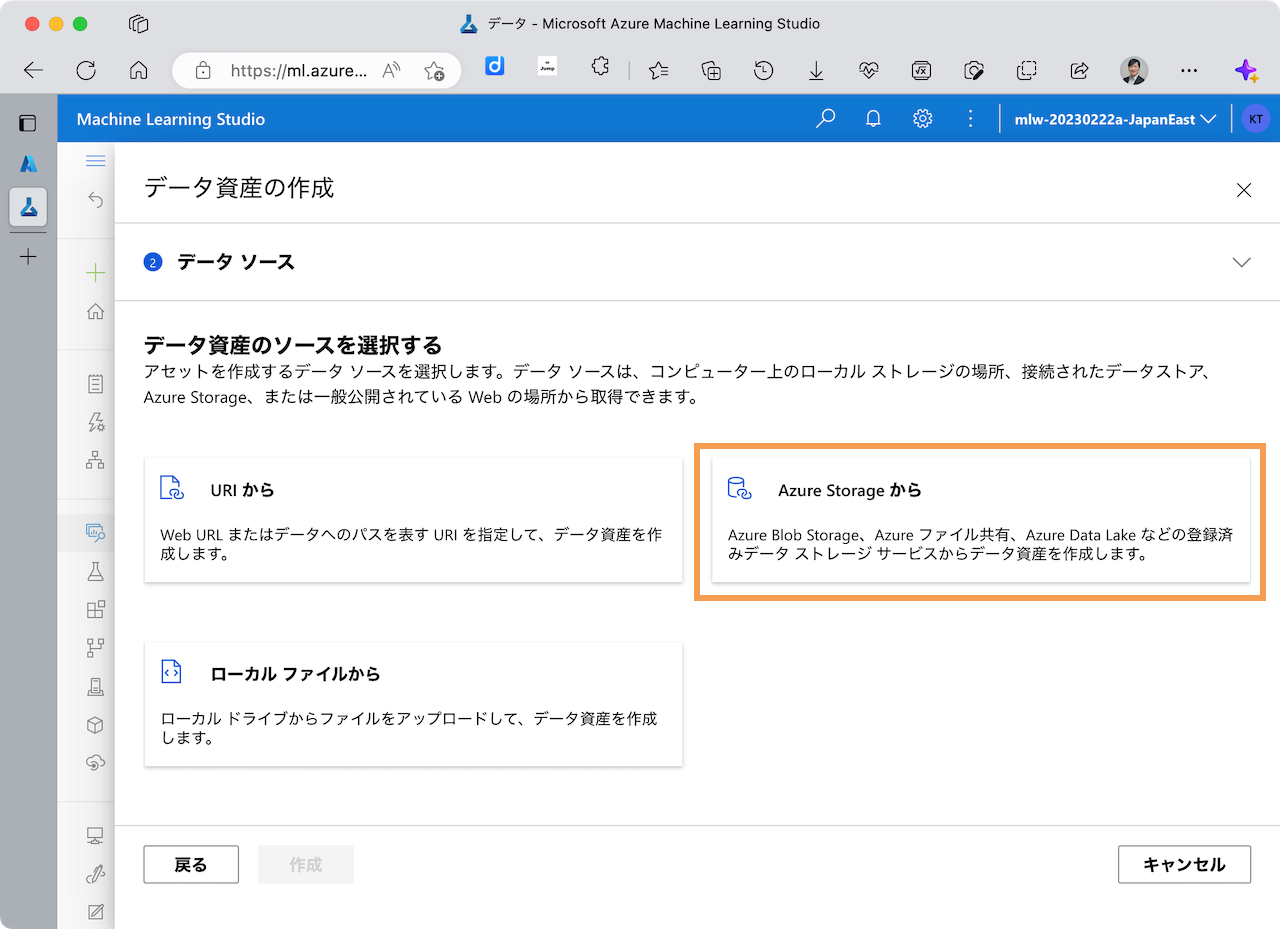 データ - Microsoft Azure Machine Learning Studio
https://ml.azure...
Jump
Machine Learning Studio
mlw-20230222a-JapanEast
KT
データ資産の作成
2 データ ソース
データ資産のソースを選択する
アセットを作成するデータ ソースを選択します。データ ソースは、コンピューター上のローカル ストレージの場所、接続されたデータストア、
Azure Storage、または一般公開されている Web の場所から取得できます。
URI から
Web URL またはデータへのパスを表す URI を指定して、データ資産を作
成します。
Azure Storage から
Azure Blob Storage、Azure ファイル共有、Azure Data Lake などの登録済
みデータ ストレージ サービスからデータ資産を作成します。
ローカル ファイルから
ローカル ドライブからファイルをアップロードして、データ資産を作成
します。
戻る
作成
キャンセル